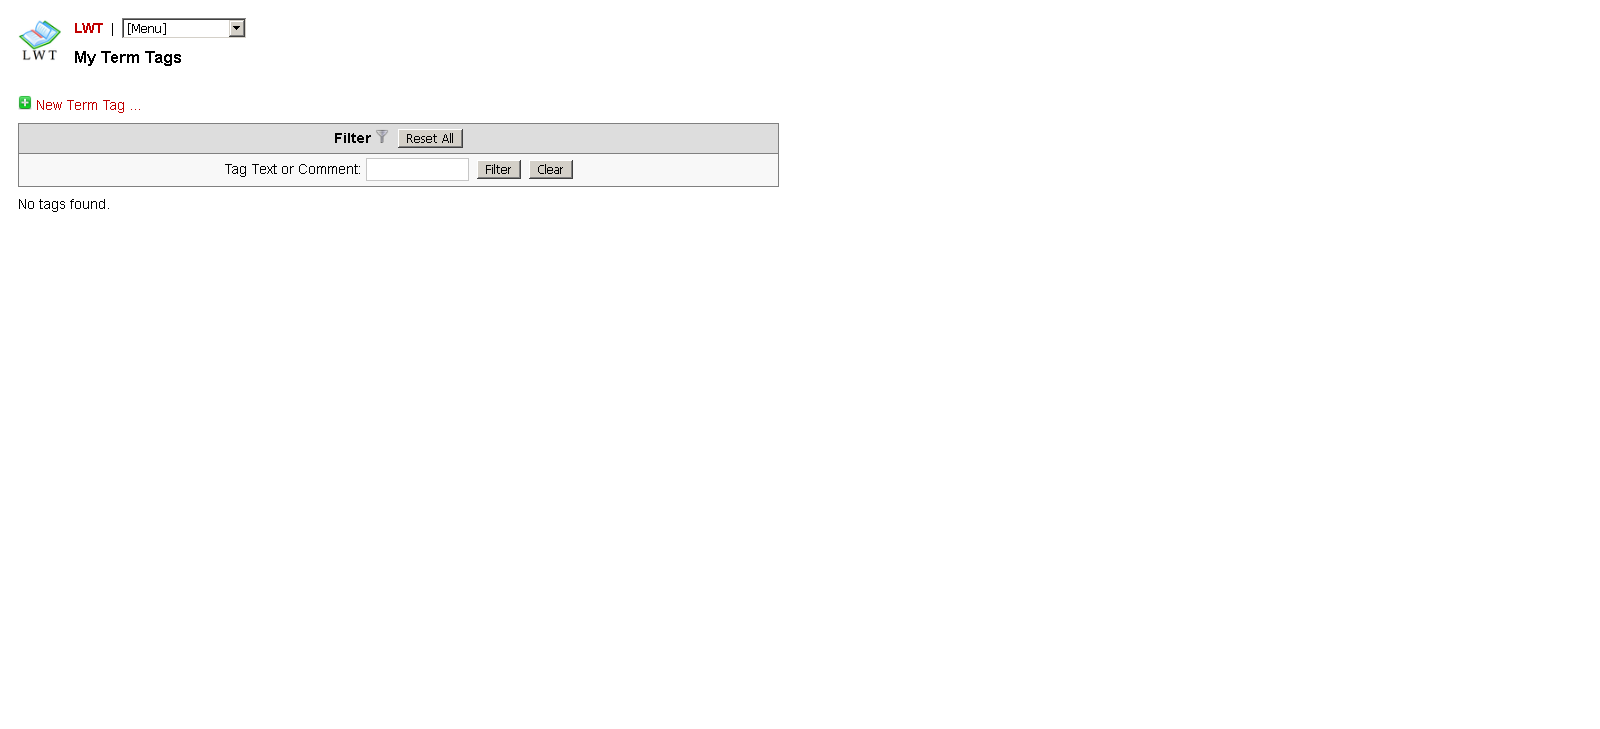 LWT | [Menu]
LWT
My Term Tags
New Term Tag ...
Filter Reset All
Tag Text or Comment: Filter Clear
No tags found.